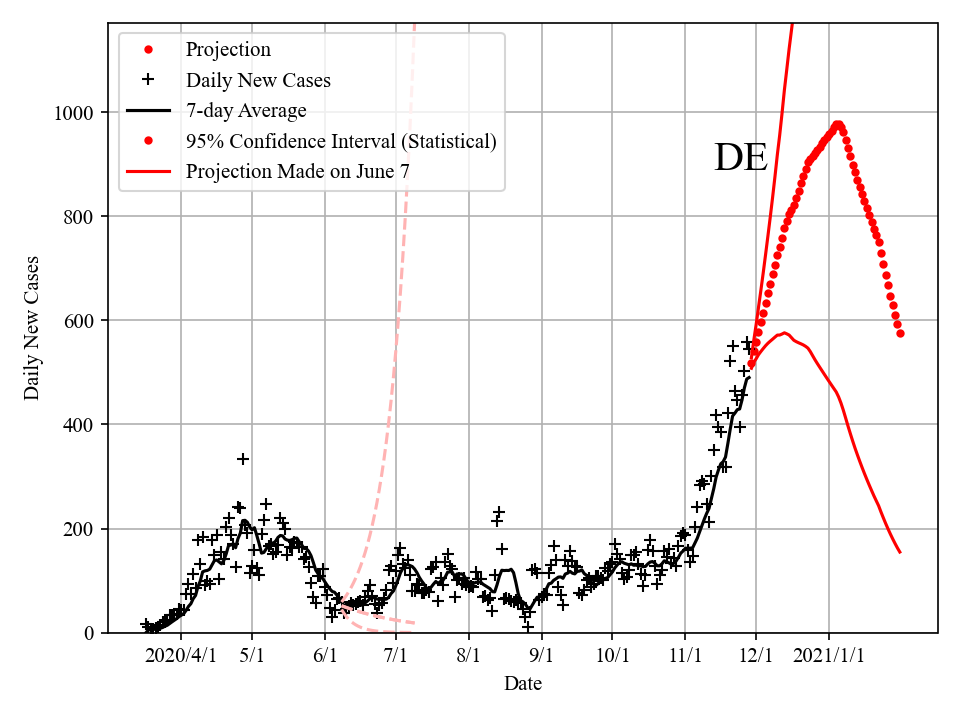 Projection
Daily New Cases
7-day Average
95% Confidence Interval (Statistical)
Projection Made on June 7
DE
1000
800
600
400
200
0
Daily New Cases
2020/4/1 5/1 6/1 7/1 8/1 9/1 10/1 11/1 12/1 2021/1/1
Date